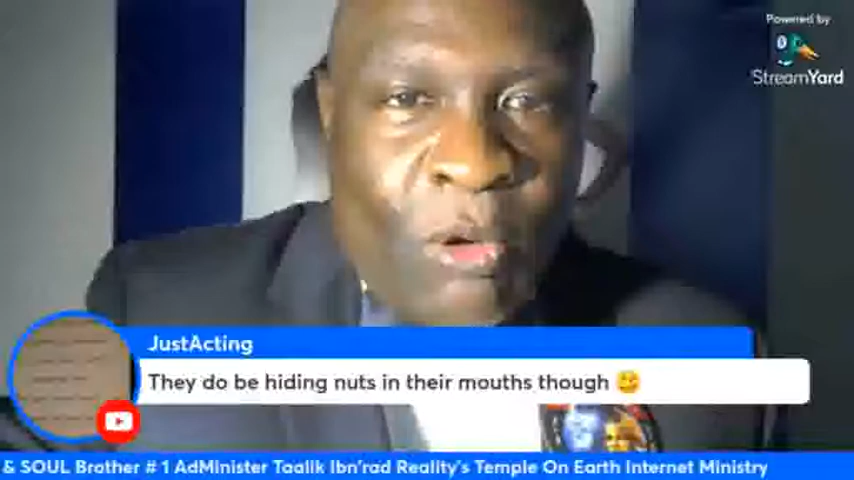 Powered by
StreamYard
JustActing
They do be hiding nuts in their mouths though 🥴
& SOUL Brother # 1 AdMinister Taalik Ibn'rad Reality's Temple On Earth Internet Ministry